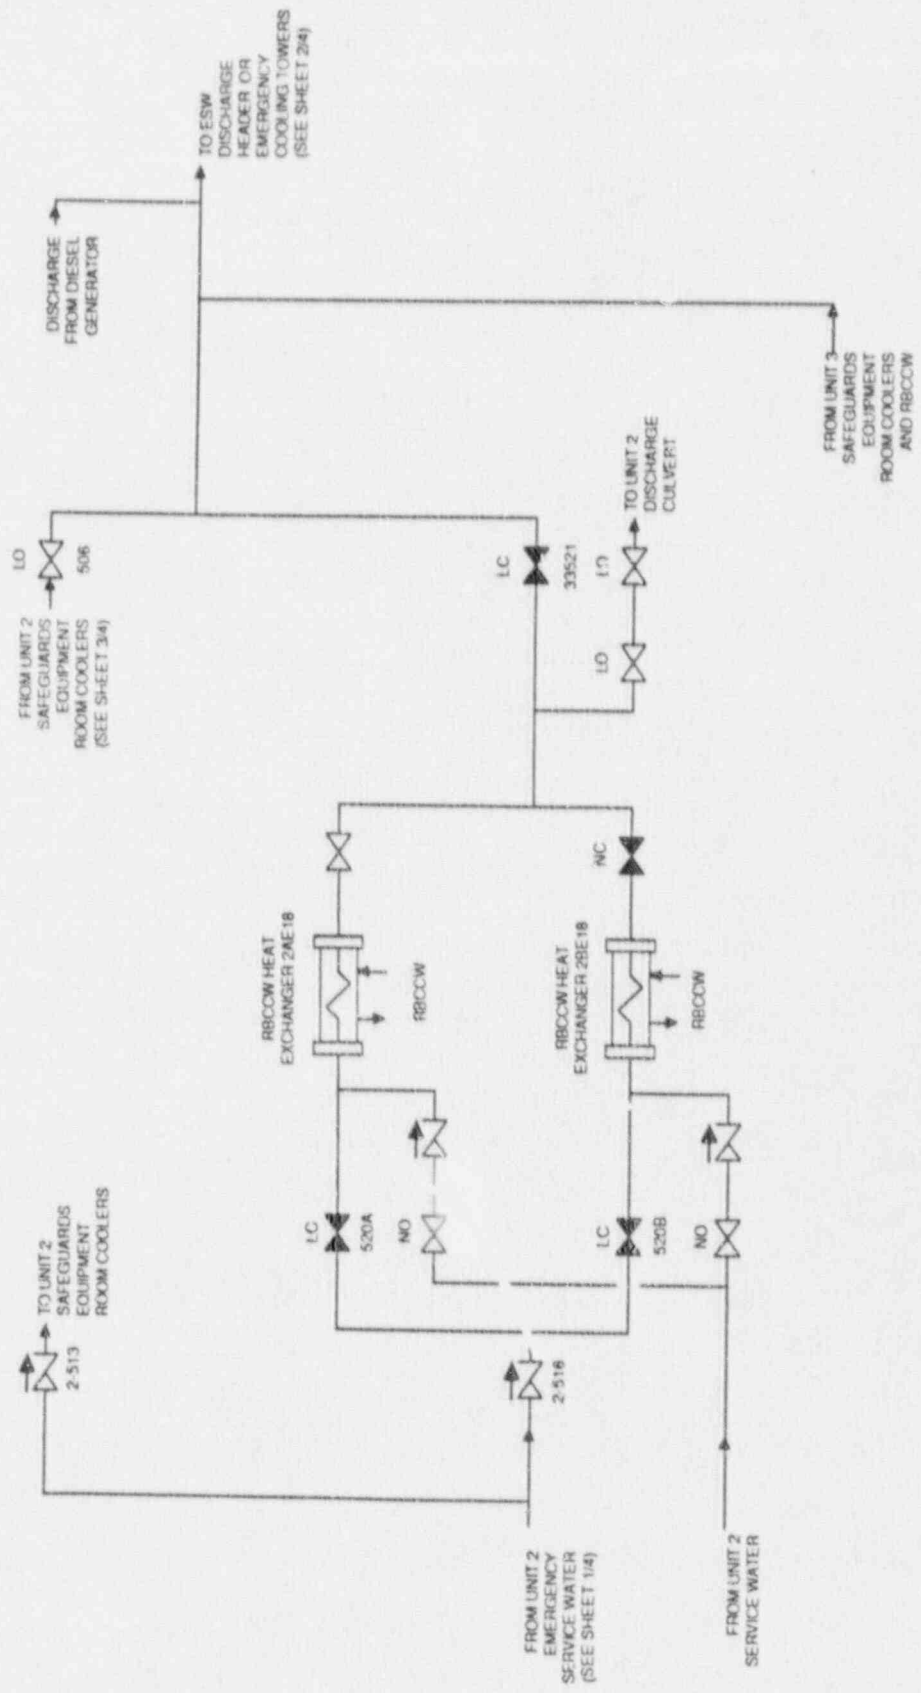 DISCHARGE
FROM DIESEL
GENERATOR
TO ESW
DISCHARGE
HEADER OR
EMERGENCY
COOLING TOWERS
(SEE SHEET 2/4)
FROM UNIT 3
SAFEGUARDS
EQUIPMENT
ROOM COOLERS
AND RBCCW
LO
506
FROM UNIT 2
SAFEGUARDS
EQUIPMENT
ROOM COOLERS
(SEE SHEET 3/4)
LC
33521
LO
LO
TO UNIT 2
DISCHARGE
CULVERT
NC
RBCCW HEAT
EXCHANGER 2AE18
RBCCW
RBCCW HEAT
EXCHANGER 2BE18
RBCCW
LC
520A
NO
LC
520B
NO
2-513
TO UNIT 2
SAFEGUARDS
EQUIPMENT
ROOM COOLERS
2-516
FROM UNIT 2
EMERGENCY
SERVICE WATER
(SEE SHEET 1/4)
FROM UNIT 2
SERVICE WATER